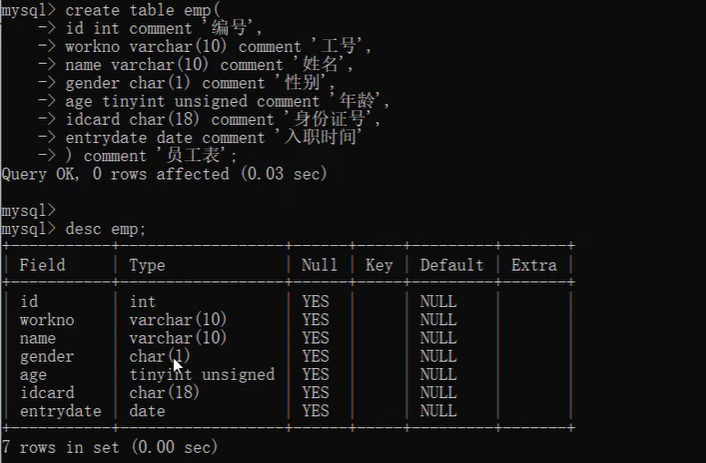 mysql> create table emp(
    -> id int comment '编号',
    -> workno varchar(10) comment '工号',
    -> name varchar(10) comment '姓名',
    -> gender char(1) comment '性别',
    -> age tinyint unsigned comment '年龄',
    -> idcard char(18) comment '身份证号',
    -> entrydate date comment '入职时间'
    -> ) comment '员工表';
Query OK, 0 rows affected (0.03 sec)
mysql>
mysql> desc emp;
+-----------+------------------+------+-----+---------+-------+
| Field     | Type             | Null | Key | Default | Extra |
+-----------+------------------+------+-----+---------+-------+
| id        | int              | YES  |     | NULL    |       |
| workno    | varchar(10)      | YES  |     | NULL    |       |
| name      | varchar(10)      | YES  |     | NULL    |       |
| gender    | char(1)          | YES  |     | NULL    |       |
| age       | tinyint unsigned | YES  |     | NULL    |       |
| idcard    | char(18)         | YES  |     | NULL    |       |
| entrydate | date             | YES  |     | NULL    |       |
+-----------+------------------+------+-----+---------+-------+
7 rows in set (0.00 sec)